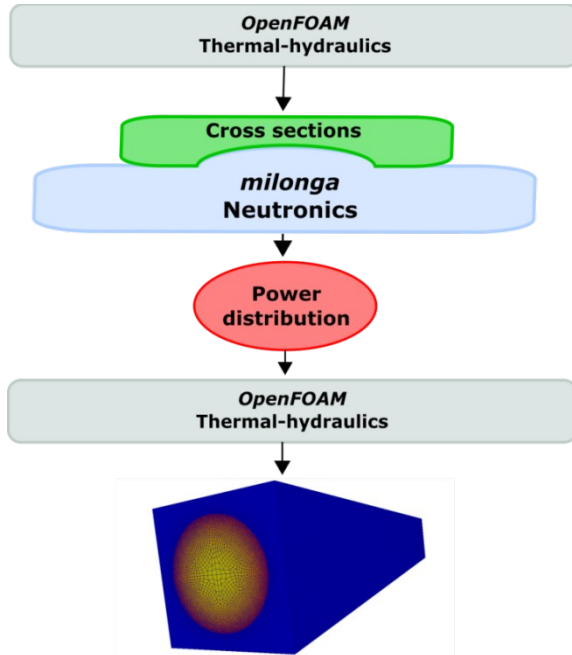 OpenFOAM
Thermal-hydraulics
Cross sections
milonga
Neutronics
Power
distribution
OpenFOAM
Thermal-hydraulics